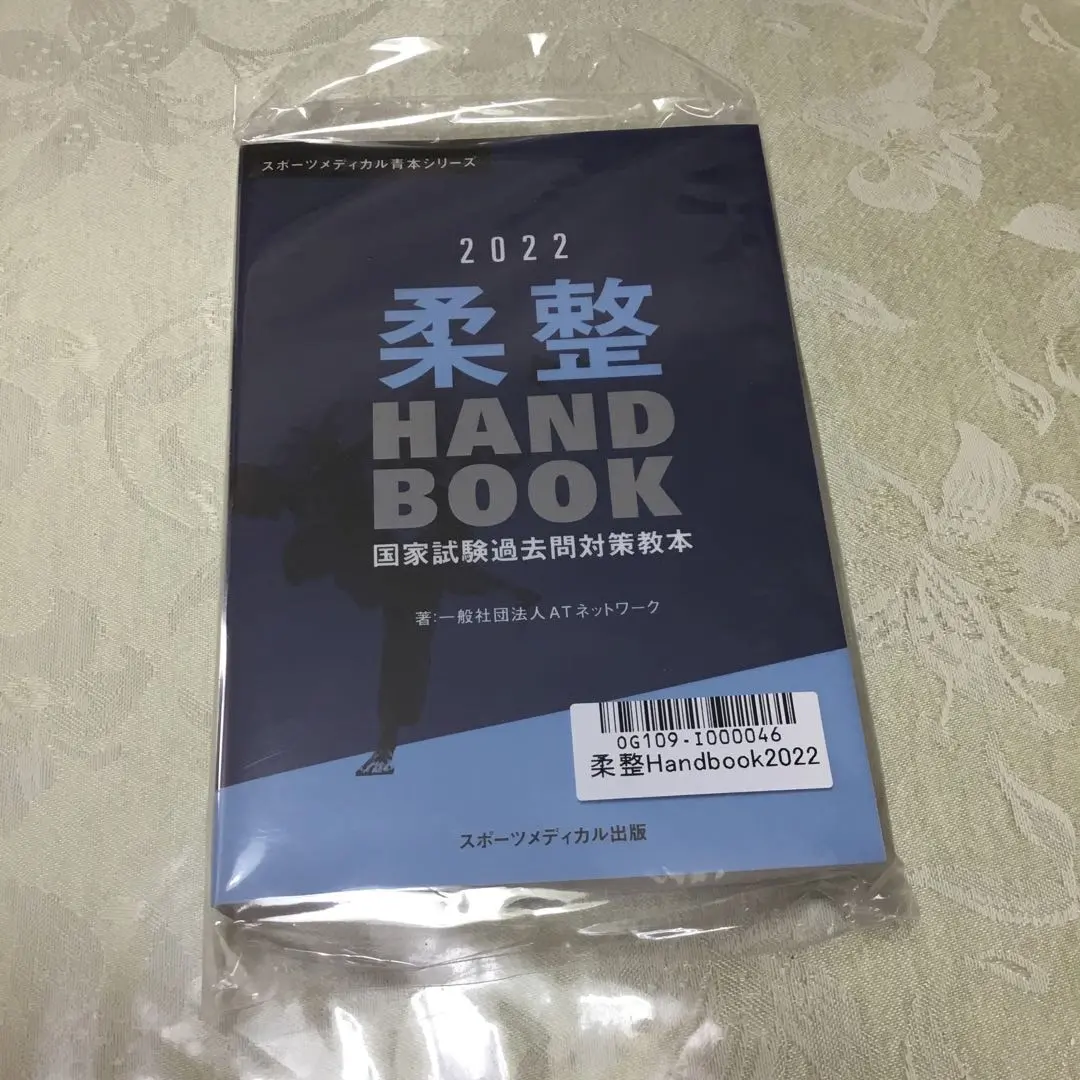 スポーツメディカル青本シリーズ
2022
柔整
HAND
BOOK
国家試験過去問対策教本
著:一般社団法人ATネットワーク
OG109-I000046
柔整Handbook2022
スポーツメディカル出版